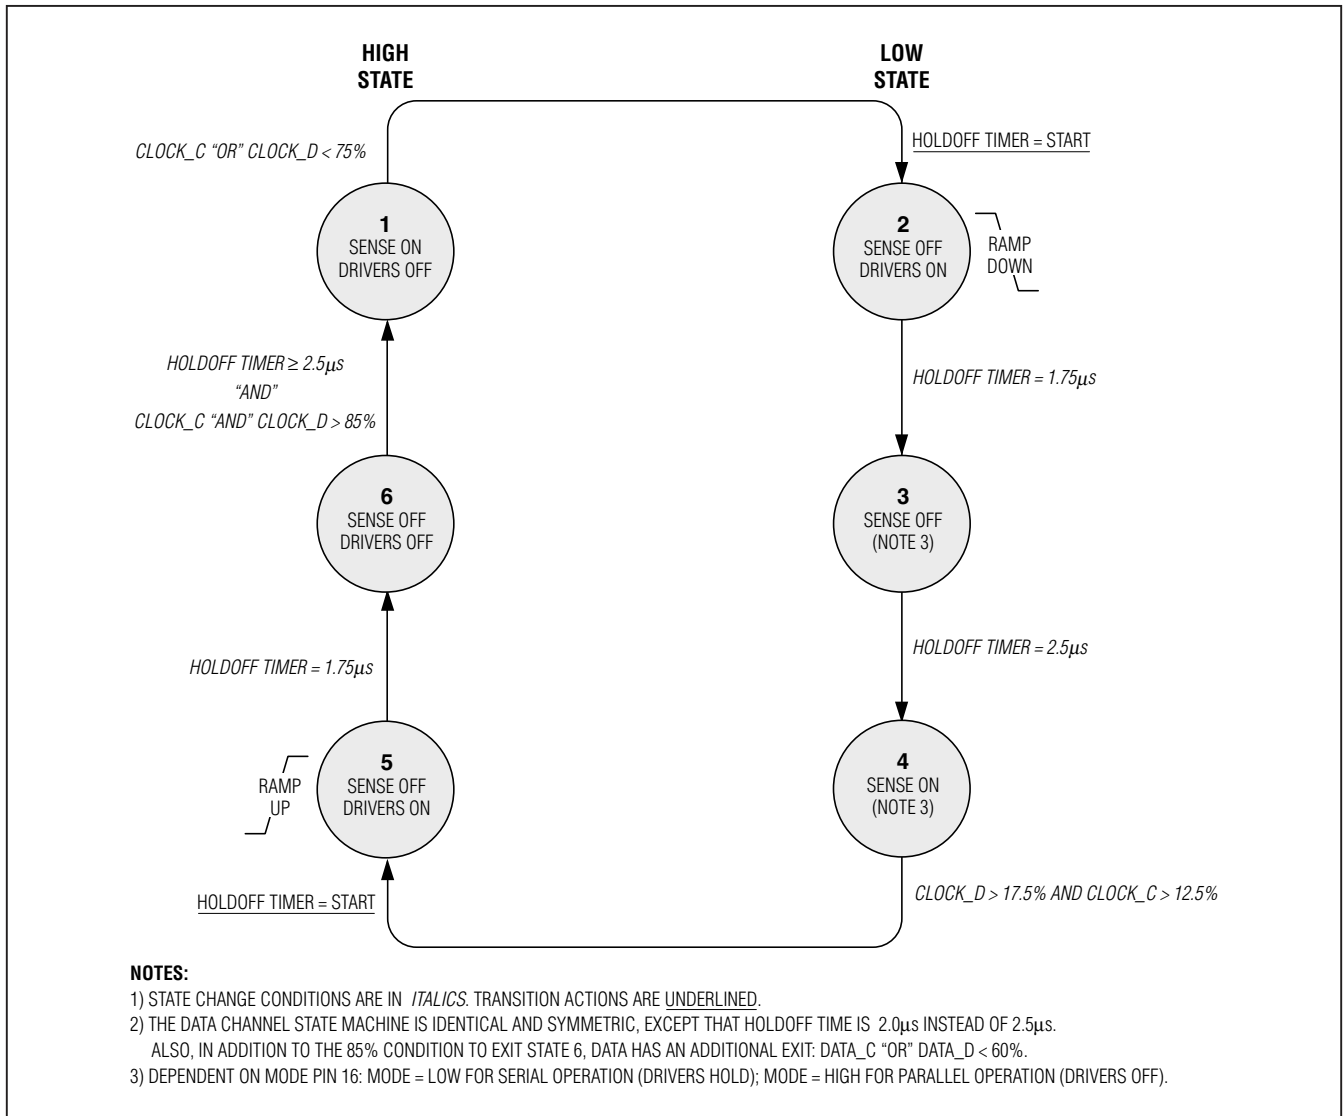 HIGH
STATE
LOW
STATE
CLOCK_C “OR” CLOCK_D < 75%
HOLDOFF TIMER = START
1
SENSE ON
DRIVERS OFF
2
SENSE OFF
DRIVERS ON
RAMP
DOWN
HOLDOFF TIMER ≥ 2.5µs
“AND”
CLOCK_C “AND” CLOCK_D > 85%
HOLDOFF TIMER = 1.75µs
6
SENSE OFF
DRIVERS OFF
3
SENSE OFF
(NOTE 3)
HOLDOFF TIMER = 1.75µs
HOLDOFF TIMER = 2.5µs
RAMP
UP
5
SENSE OFF
DRIVERS ON
4
SENSE ON
(NOTE 3)
HOLDOFF TIMER = START
CLOCK_D > 17.5% AND CLOCK_C > 12.5%
NOTES:
1) STATE CHANGE CONDITIONS ARE IN ITALICS. TRANSITION ACTIONS ARE UNDERLINED.
2) THE DATA CHANNEL STATE MACHINE IS IDENTICAL AND SYMMETRIC, EXCEPT THAT HOLDOFF TIME IS 2.0µs INSTEAD OF 2.5µs.
ALSO, IN ADDITION TO THE 85% CONDITION TO EXIT STATE 6, DATA HAS AN ADDITIONAL EXIT: DATA_C “OR” DATA_D < 60%.
3) DEPENDENT ON MODE PIN 16: MODE = LOW FOR SERIAL OPERATION (DRIVERS HOLD); MODE = HIGH FOR PARALLEL OPERATION (DRIVERS OFF).